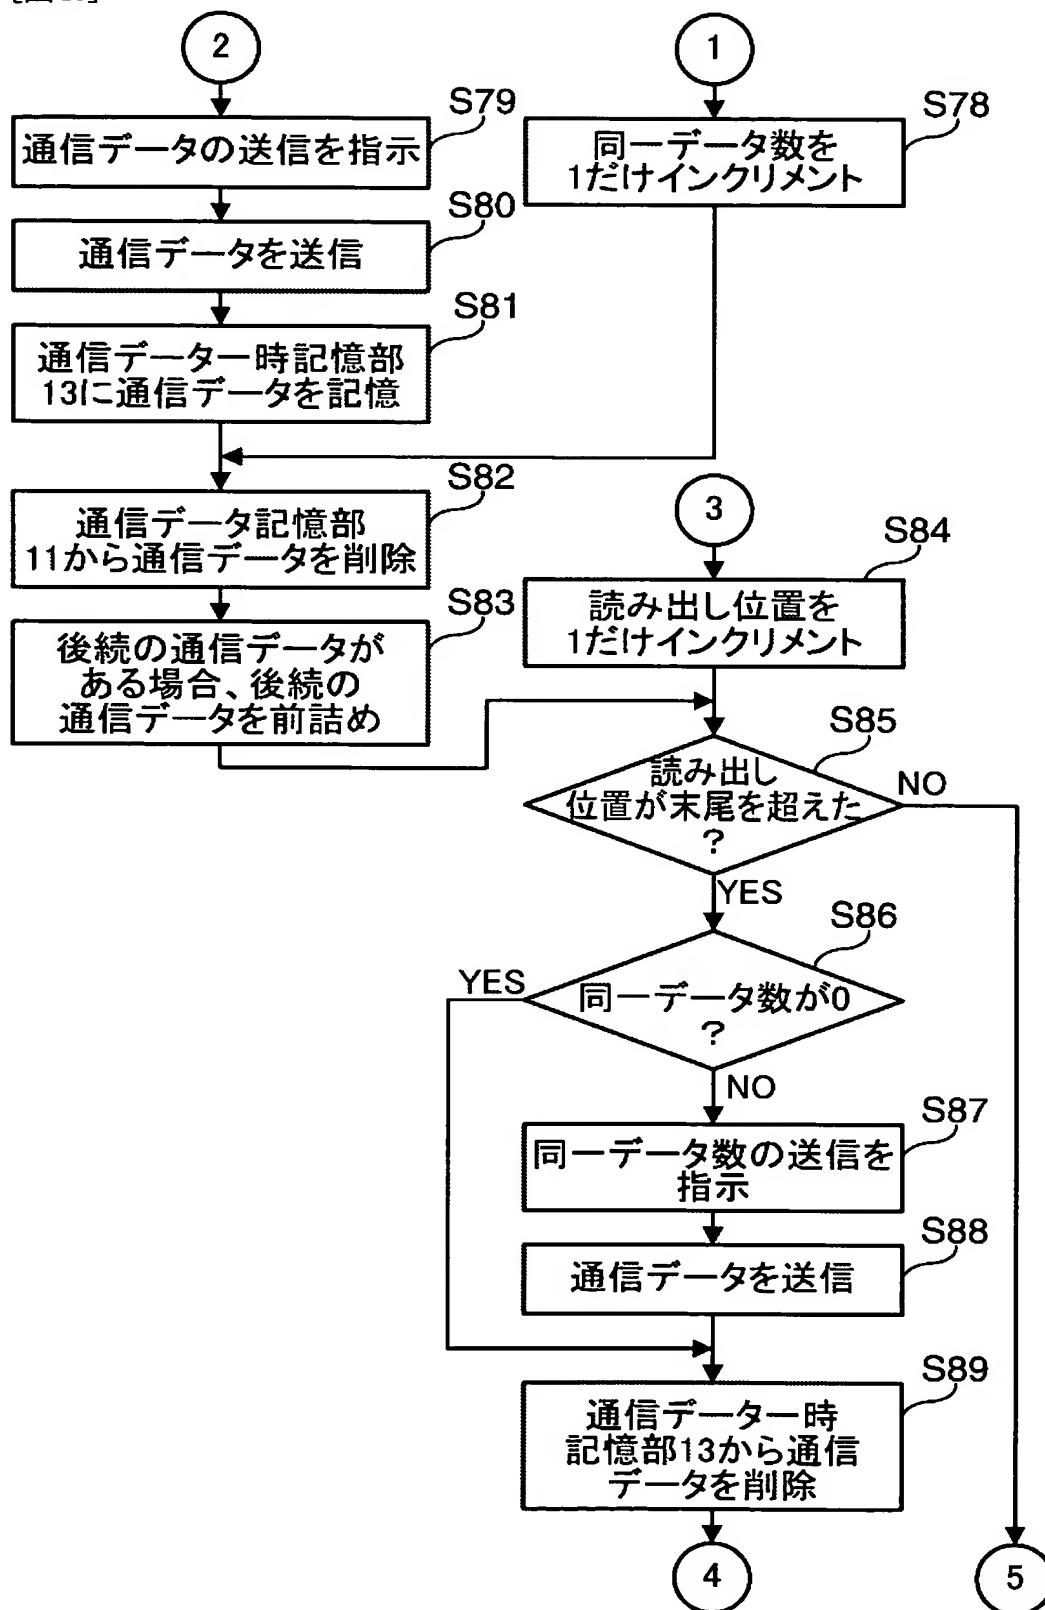 2
S79
通信データの送信を指示
S80
通信データを送信
S81
通信データ一時記憶部
13に通信データを記憶
1
S78
同一データ数を
1だけインクリメント
S82
通信データ記憶部
11から通信データを削除
S83
後続の通信データが
ある場合、後続の
通信データを前詰め
3
S84
読み出し位置を
1だけインクリメント
S85
読み出し
位置が末尾を超えた
?
NO
YES
S86
同一データ数が0
?
YES
NO
S87
同一データ数の送信を
指示
S88
通信データを送信
S89
通信データ一時
記憶部13から通信
データを削除
4
5